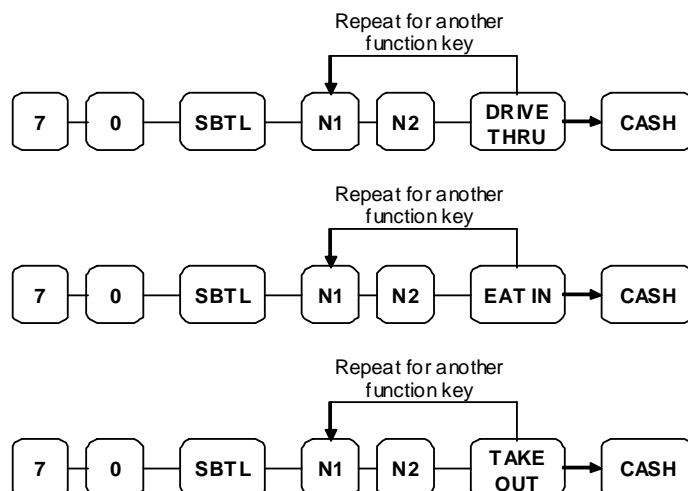 Repeat for another
function key
7 0 SBTL N1 N2 DRIVE THRU CASH
Repeat for another
function key
7 0 SBTL N1 N2 EAT IN CASH
Repeat for another
function key
7 0 SBTL N1 N2 TAKE OUT CASH